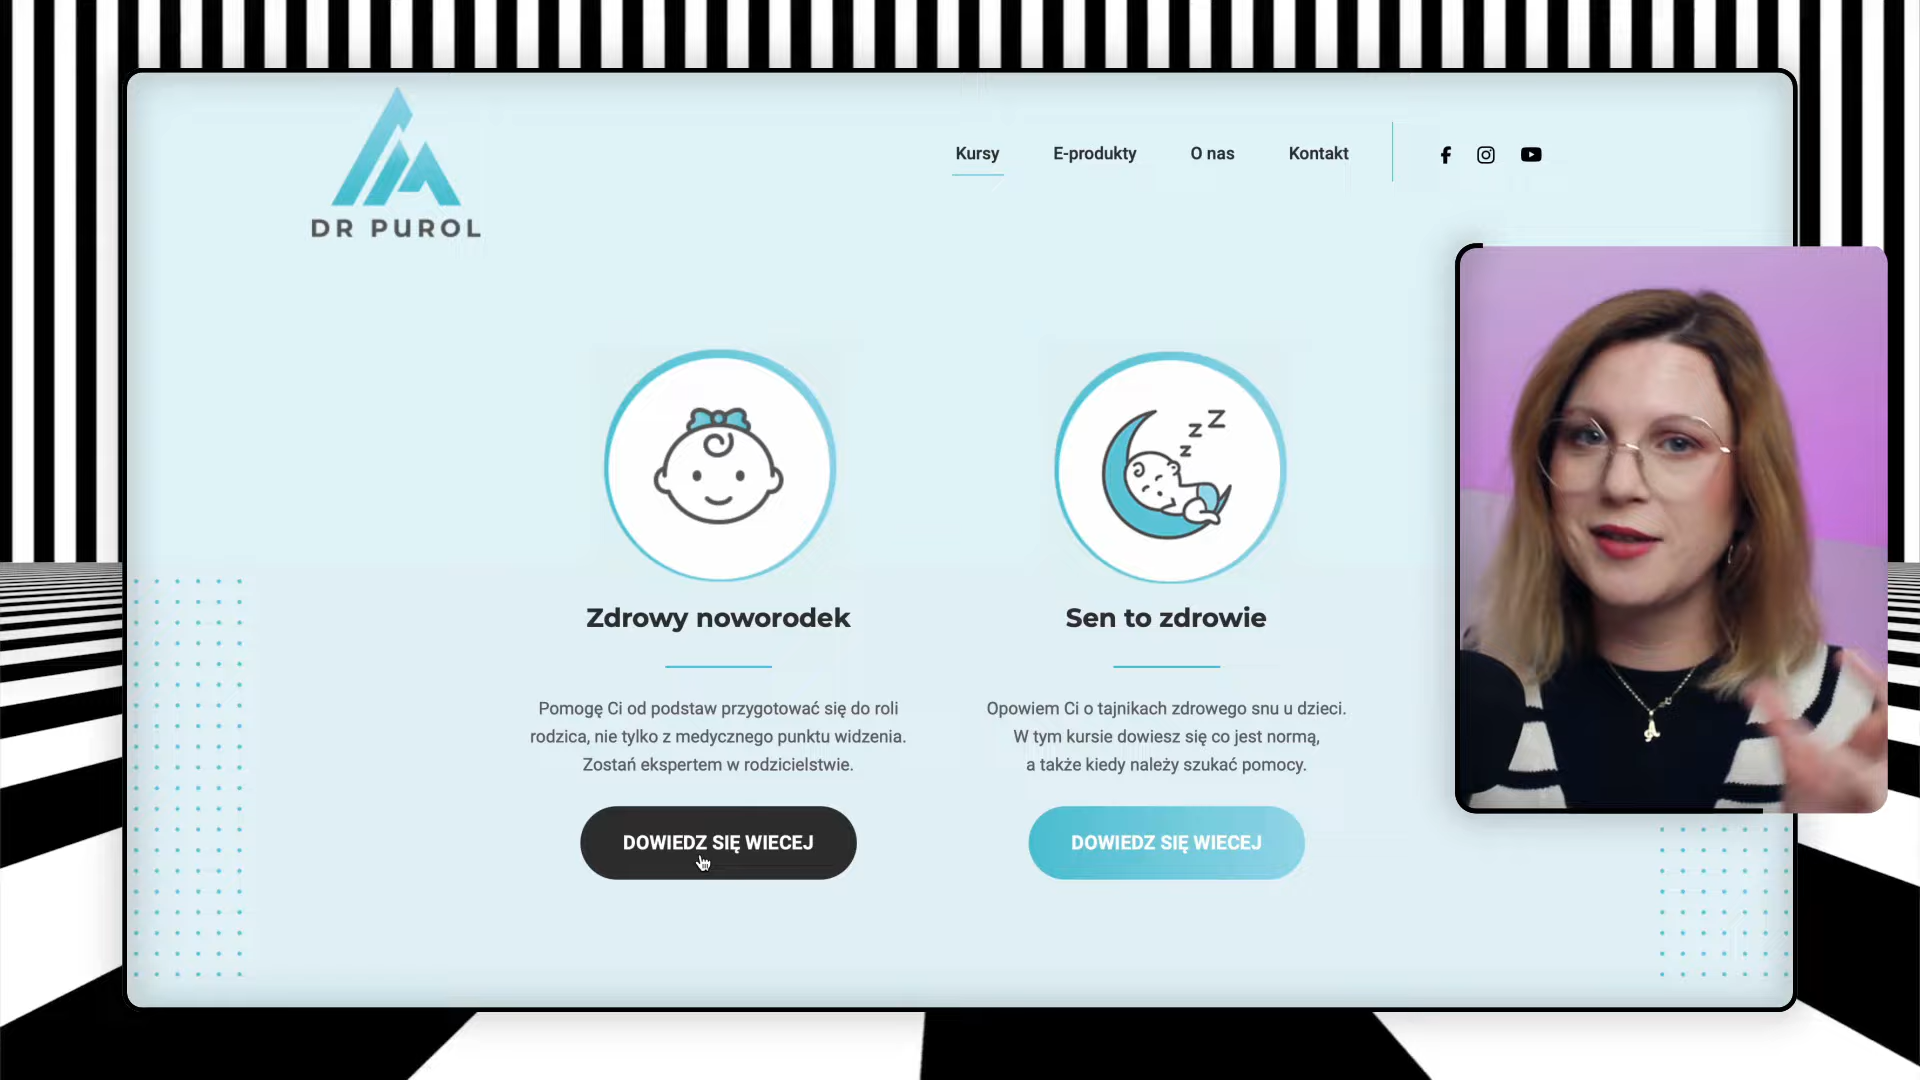 DR PUROL
Kursy
E-produkty
O nas
Kontakt
Z Z Z
Zdrowy noworodek
Pomogę Ci od podstaw przygotować się do roli
rodzica, nie tylko z medycznego punktu widzenia.
Zostań ekspertem w rodzicielstwie.
DOWIEDZ SIĘ WIECEJ
Sen to zdrowie
Opowiem Ci o tajnikach zdrowego snu u dzieci.
W tym kursie dowiesz się co jest normą,
a także kiedy należy szukać pomocy.
DOWIEDZ SIĘ WIECEJ